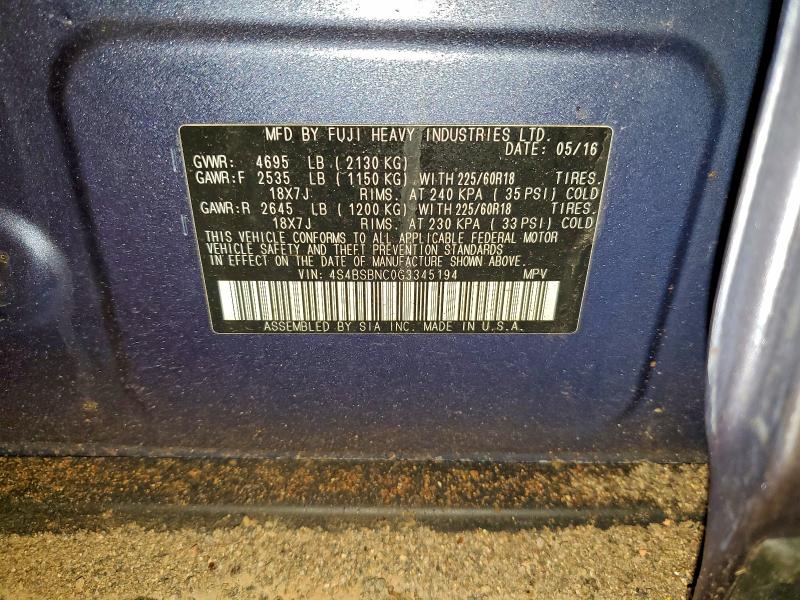 MFD BY FUJI HEAVY INDUSTRIES LTD.
DATE: 05/16
GVWR: 4695 LB (2130 KG)
GAWR:F 2535 LB (1150 KG) WITH 225/60R18 TIRES.
18X7J RIMS. AT 240 KPA (35 PSI) COLD
GAWR:R 2645 LB (1200 KG) WITH 225/60R18 TIRES.
18X7J RIMS. AT 230 KPA (33 PSI) COLD
THIS VEHICLE CONFORMS TO ALL APPLICABLE FEDERAL MOTOR
VEHICLE SAFETY AND THEFT PREVENTION STANDARDS
IN EFFECT ON THE DATE OF MANUFACTURE SHOWN ABOVE.
VIN: 4S4BSBNC0G3345194 MPV
ASSEMBLED BY SIA INC. MADE IN U.S.A.